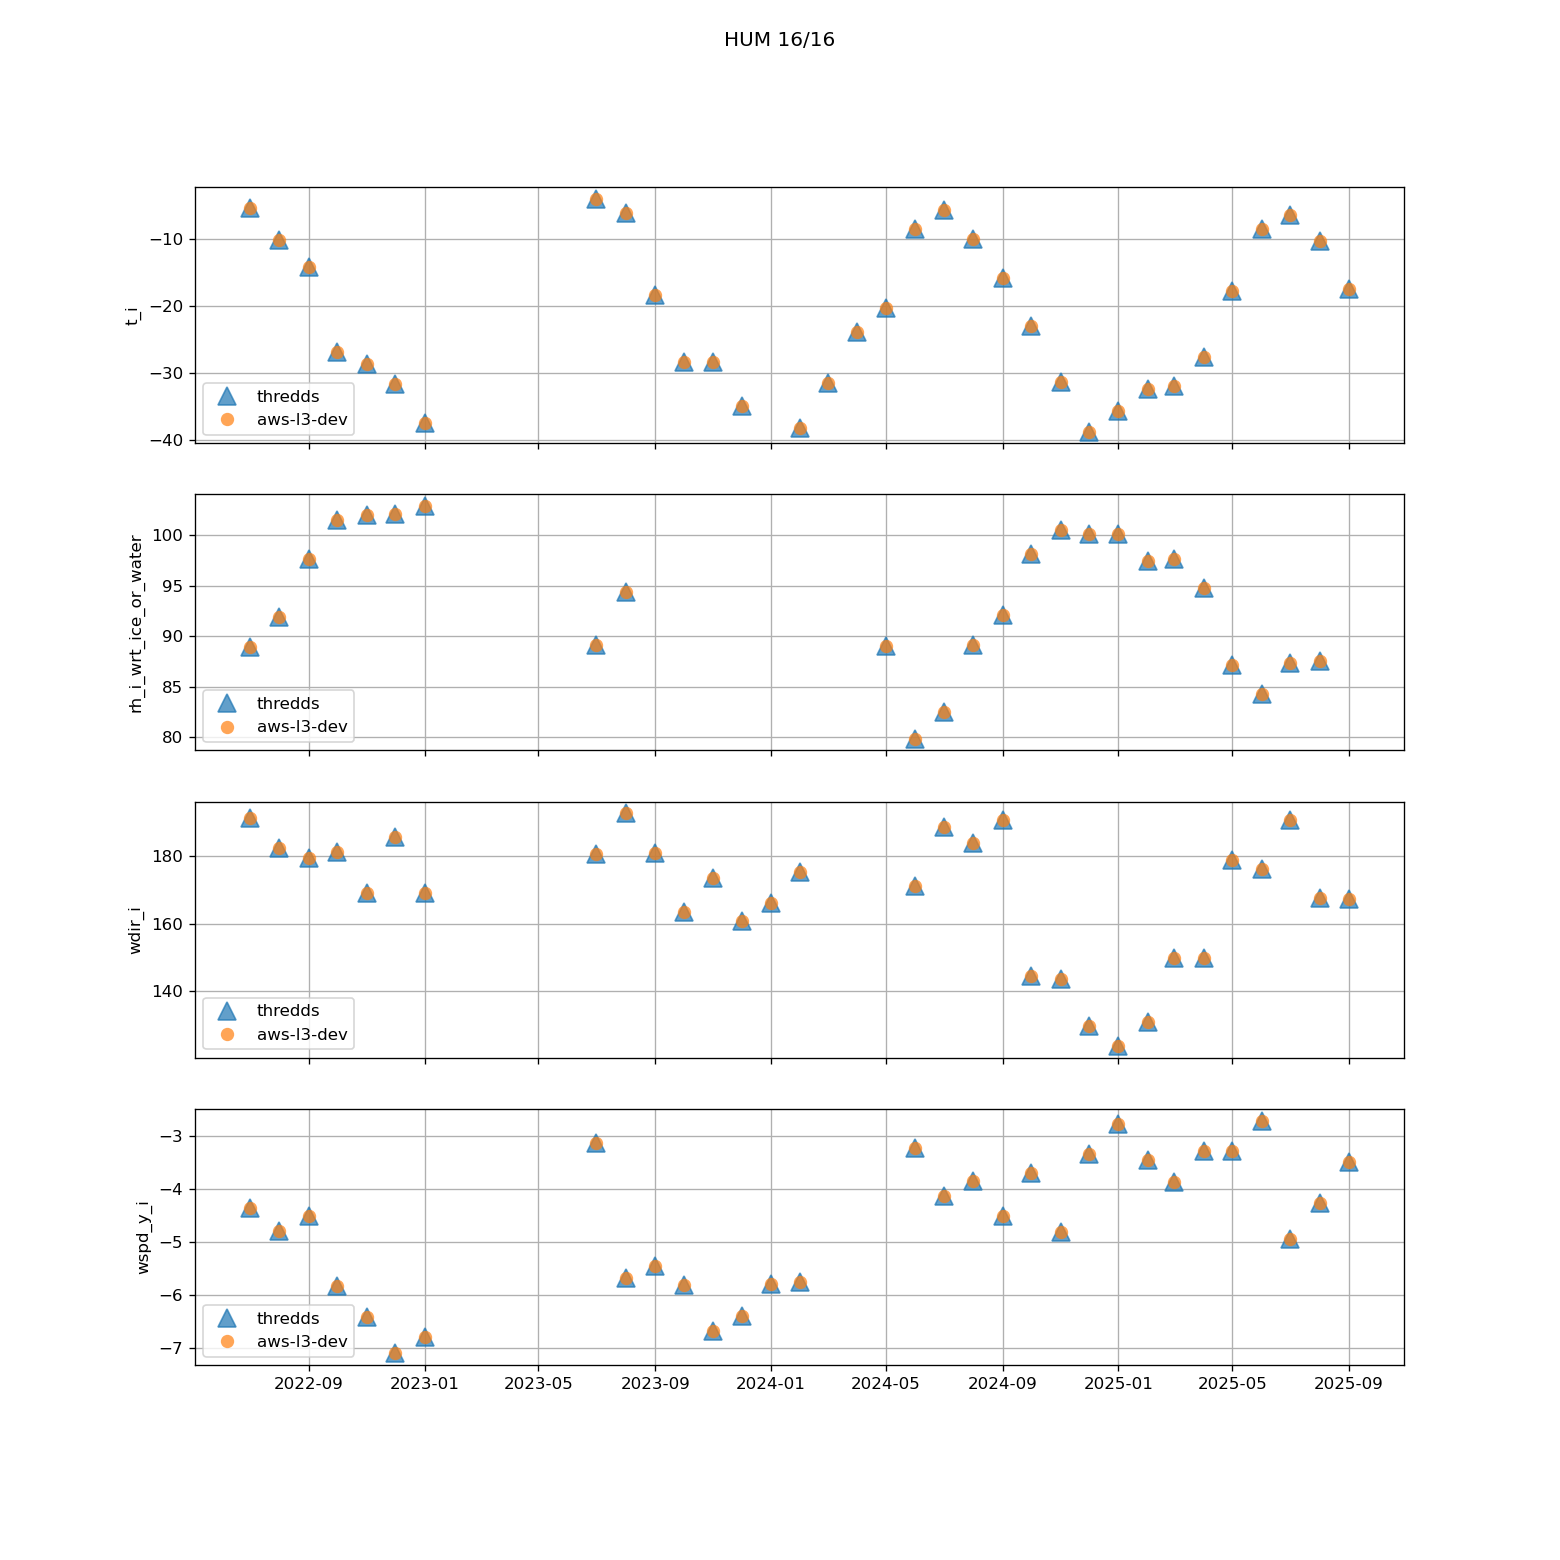 HUM 16/16
−10
−20
−30
−40
t_i
thredds
aws-l3-dev
100
95
90
85
80
rh_i_wrt_ice_or_water
thredds
aws-l3-dev
180
160
140
wdir_i
thredds
aws-l3-dev
−3
−4
−5
−6
−7
wspd_y_i
thredds
aws-l3-dev
2022-09 2023-01 2023-05 2023-09 2024-01 2024-05 2024-09 2025-01 2025-05 2025-09